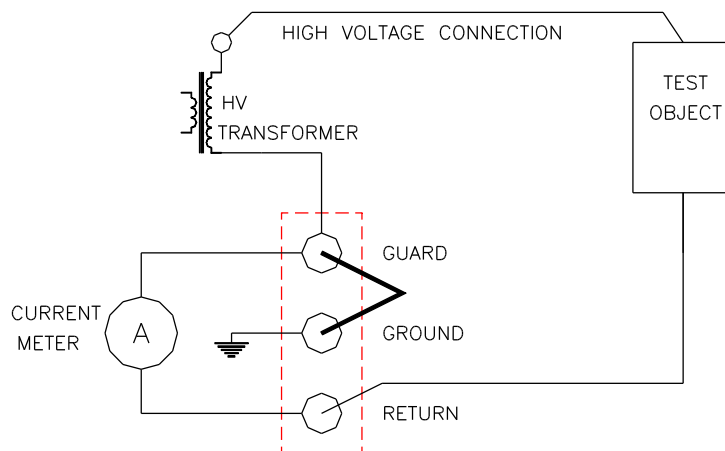 HIGH VOLTAGE CONNECTION
TEST
OBJECT
HV
TRANSFORMER
GUARD
CURRENT
METER
A
GROUND
RETURN